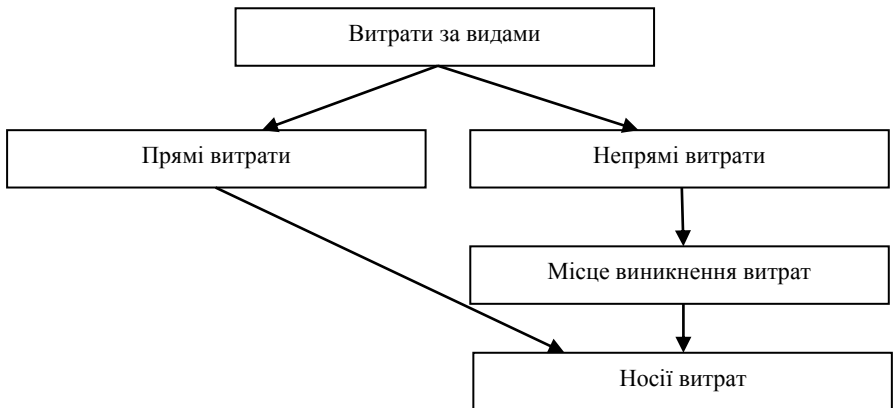 Витрати за видами
Прямі витрати
Непрямі витрати
Місце виникнення витрат
Носії витрат